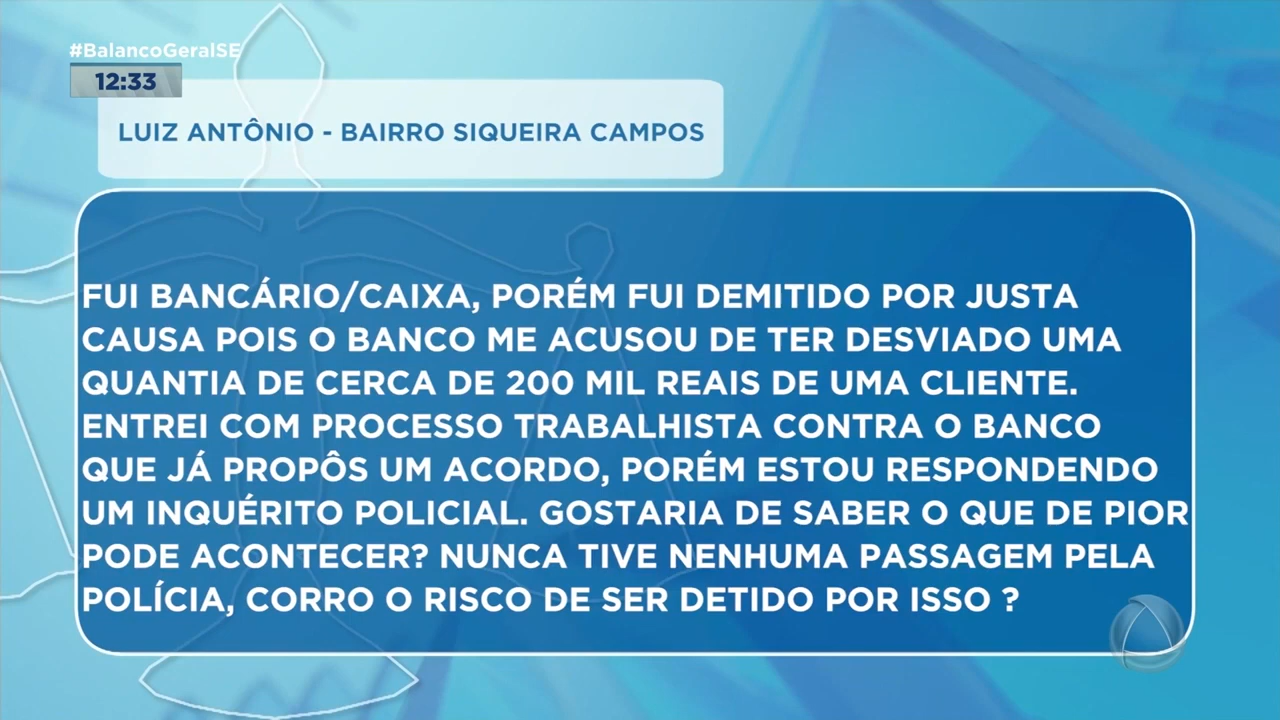 #BalancoGeralSE
12:33
LUIZ ANTÔNIO - BAIRRO SIQUEIRA CAMPOS
FUI BANCÁRIO/CAIXA, PORÉM FUI DEMITIDO POR JUSTA
CAUSA POIS O BANCO ME ACUSOU DE TER DESVIADO UMA
QUANTIA DE CERCA DE 200 MIL REAIS DE UMA CLIENTE.
ENTREI COM PROCESSO TRABALHISTA CONTRA O BANCO
QUE JÁ PROPÔS UM ACORDO, PORÉM ESTOU RESPONDENDO
UM INQUÉRITO POLICIAL. GOSTARIA DE SABER O QUE DE PIOR
PODE ACONTECER? NUNCA TIVE NENHUMA PASSAGEM PELA
POLÍCIA, CORRO O RISCO DE SER DETIDO POR ISSO ?